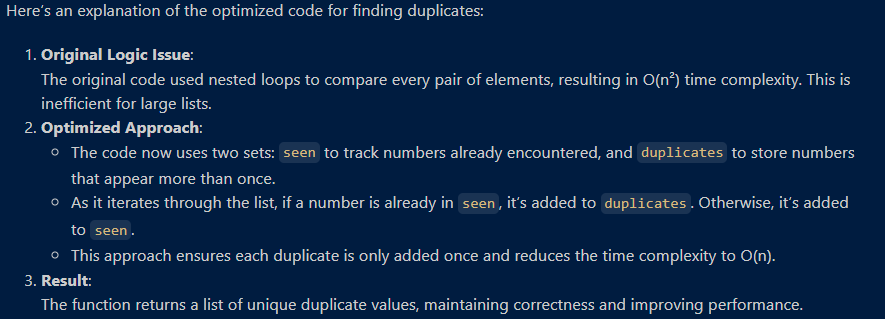 Here's an explanation of the optimized code for finding duplicates:
1. Original Logic Issue:
The original code used nested loops to compare every pair of elements, resulting in O(n²) time complexity. This is
inefficient for large lists.
2. Optimized Approach:
The code now uses two sets: seen to track numbers already encountered, and duplicates to store numbers
that appear more than once.
As it iterates through the list, if a number is already in seen, it's added to duplicates. Otherwise, it's added
to seen.
This approach ensures each duplicate is only added once and reduces the time complexity to O(n).
3. Result:
The function returns a list of unique duplicate values, maintaining correctness and improving performance.